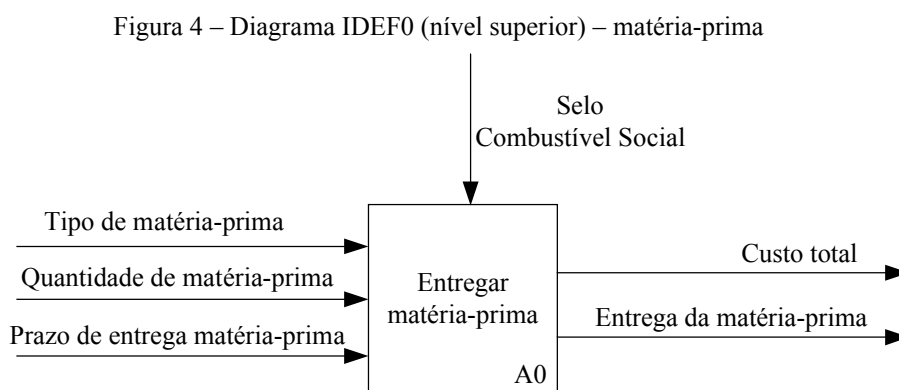 Figura 4 – Diagrama IDEF0 (nível superior) – matéria-prima
Selo
Combustível Social
Tipo de matéria-prima
Quantidade de matéria-prima
Prazo de entrega matéria-prima
Entregar
matéria-prima
A0
Custo total
Entrega da matéria-prima